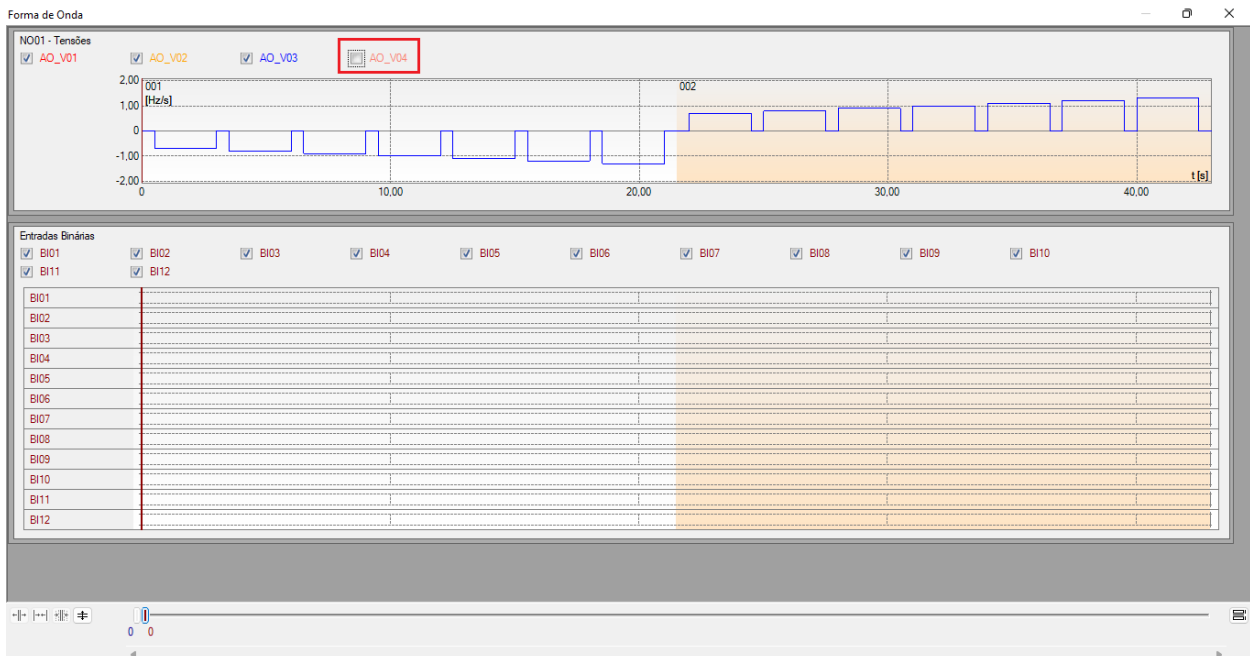 Forma de Onda
NO01 - Tensões
AO_V01 AO_V02 AO_V03 AO_V04
2,00
1,00
0
-1,00
-2,00
001
[Hz/s]
002
t [s]
0 10,00 20,00 30,00 40,00
Entradas Binárias
BI01 BI02 BI03 BI04 BI05 BI06 BI07 BI08 BI09 BI10
BI11 BI12
BI01
BI02
BI03
BI04
BI05
BI06
BI07
BI08
BI09
BI10
BI11
BI12
0 0